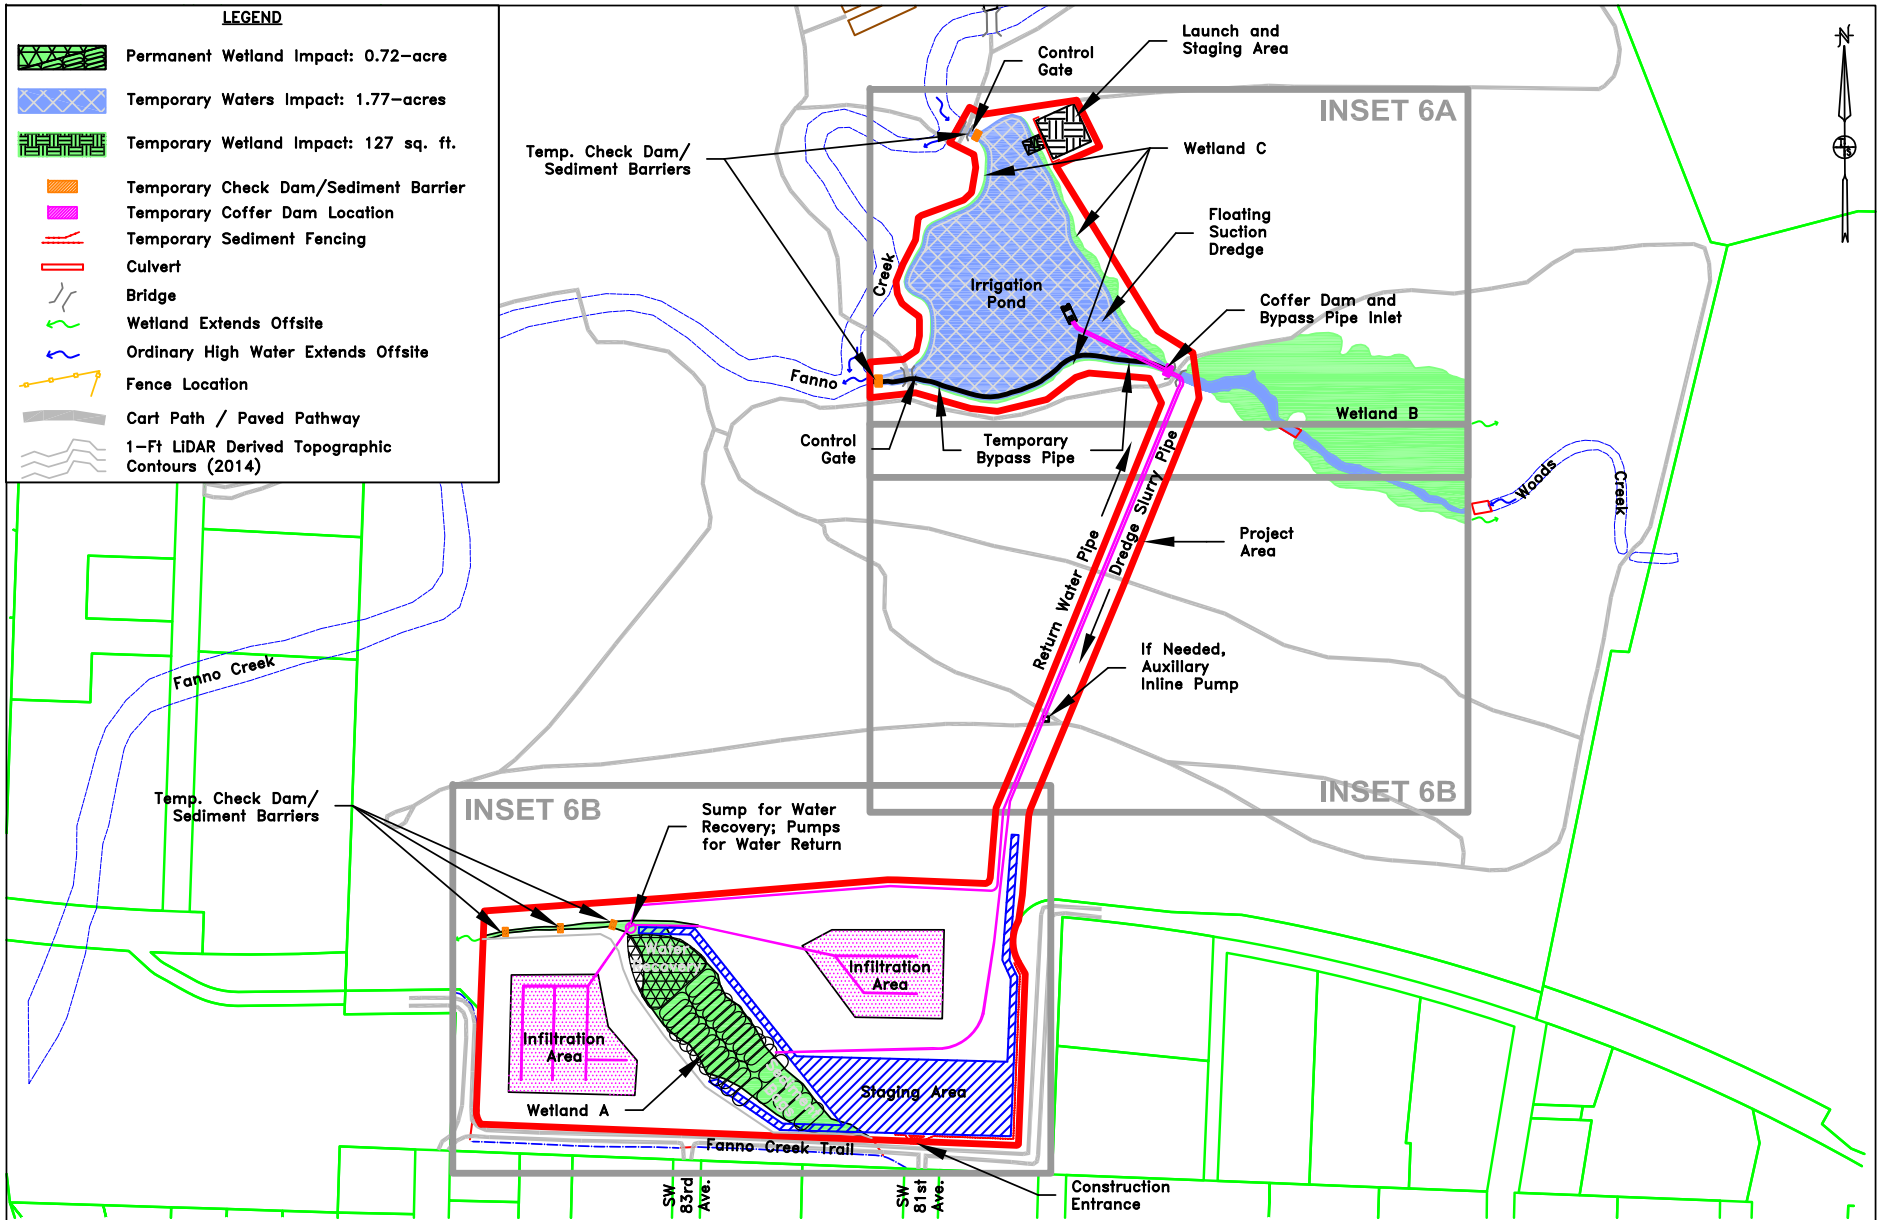 LEGEND
Permanent Wetland Impact: 0.72-acre
Temporary Waters Impact: 1.77-acres
Temporary Wetland Impact: 127 sq. ft.
Temporary Check Dam/Sediment Barrier
Temporary Coffer Dam Location
Temporary Sediment Fencing
Culvert
Bridge
Wetland Extends Offsite
Ordinary High Water Extends Offsite
Fence Location
Cart Path / Paved Pathway
1-Ft LiDAR Derived Topographic
Contours (2014)
Launch and
Staging Area
Control
Gate
INSET 6A
N
Temp. Check Dam/
Sediment Barriers
Wetland C
Floating
Suction
Dredge
Creek
Irrigation
Pond
Coffer Dam and
Bypass Pipe Inlet
Fanno
Wetland B
Control
Gate
Temporary
Bypass Pipe
Woods
Creek
Return Water Pipe
Dredge Slurry Pipe
Project
Area
If Needed,
Auxillary
Inline Pump
Fanno Creek
INSET 6B
Temp. Check Dam/
Sediment Barriers
INSET 6B
Sump for Water
Recovery; Pumps
for Water Return
Infiltration
Area
Infiltration
Area
Staging Area
Wetland A
Fanno Creek Trail
SW
83rd
Ave.
SW
81st
Ave.
Construction
Entrance